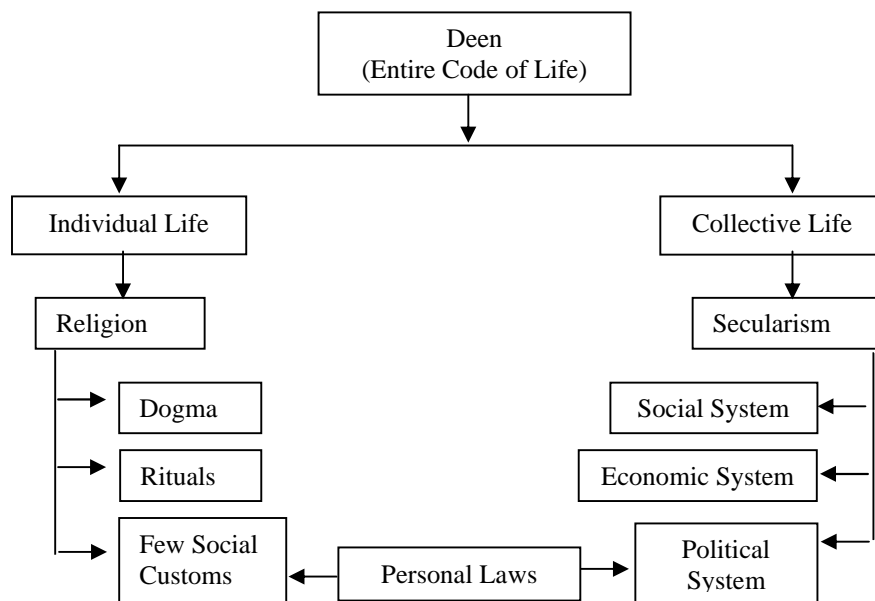 Deen
(Entire Code of Life)
Individual Life
Collective Life
Religion
Secularism
Dogma
Social System
Rituals
Economic System
Few Social
Customs
Personal Laws
Political
System